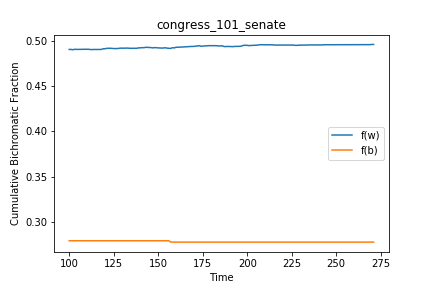 congress_101_senate
Cumulative Bichromatic Fraction
0.50
0.45
0.40
0.35
0.30
f(w)
f(b)
100 125 150 175 200 225 250 275
Time